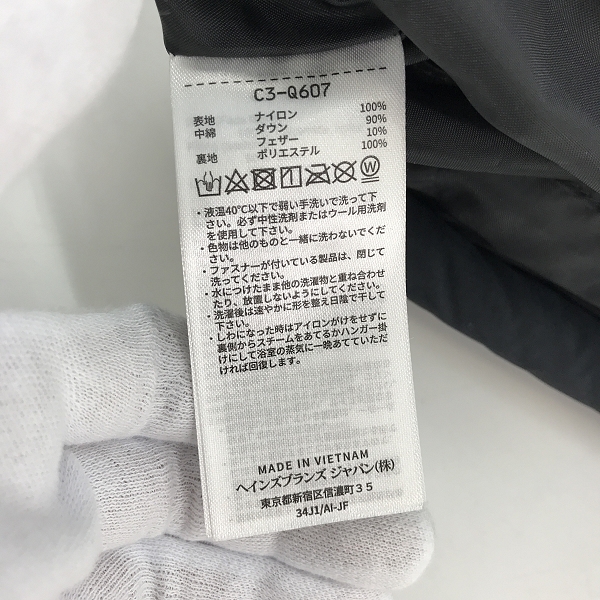 C3-Q607
表地 ナイロン 100%
中綿 ダウン 90%
フェザー 10%
裏地 ポリエステル 100%
・液温40℃以下で弱い手洗いで洗って下
さい。必ず中性洗剤またはウール用洗剤
を使用して下さい。
・色物は他のものと一緒に洗わないでくだ
さい。
・ファスナーが付いている製品は、閉じて
洗ってください。
・水につけたまま他の洗濯物と重ね合わせ
たり、放置しないようにしてください。
・洗濯後は速やかに形を整え日陰で干して
下さい。
・しわになった時はアイロンがけをせずに
裏側からスチームをあてるかハンガー掛
けにして浴室の蒸気に一晩あてていただ
ければ回復します。
MADE IN VIETNAM
ヘインズブランズ ジャパン(株)
東京都新宿区信濃町35
34J1/AI-JF